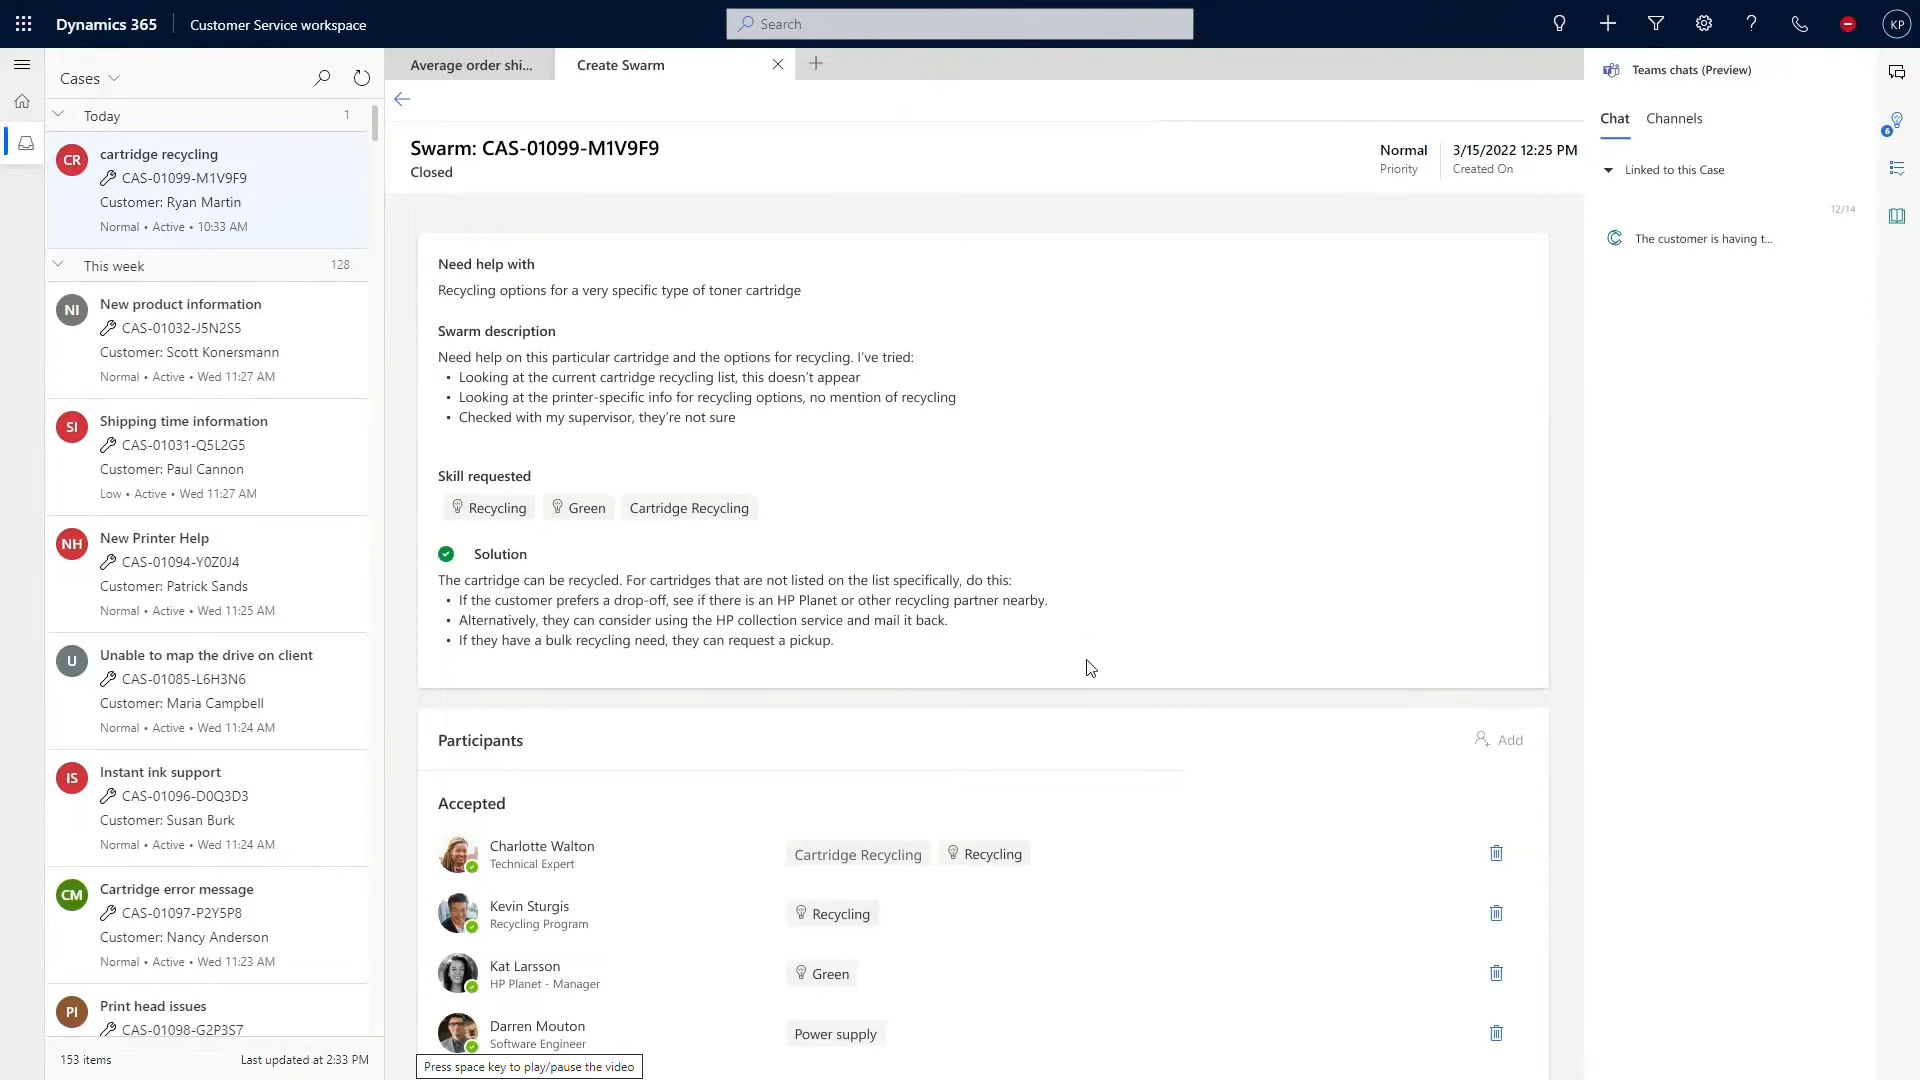 Dynamics 365
Customer Service workspace
Search
KP
Cases
Today
1
CR
cartridge recycling
CAS-01099-M1V9F9
Customer: Ryan Martin
Normal • Active • 10:33 AM
This week
128
NI
New product information
CAS-01032-J5N2S5
Customer: Scott Konersmann
Normal • Active • Wed 11:27 AM
SI
Shipping time information
CAS-01031-Q5L2G5
Customer: Paul Cannon
Low • Active • Wed 11:27 AM
NH
New Printer Help
CAS-01094-Y0Z0J4
Customer: Patrick Sands
Normal • Active • Wed 11:25 AM
U
Unable to map the drive on client
CAS-01085-L6H3N6
Customer: Maria Campbell
Normal • Active • Wed 11:24 AM
IS
Instant ink support
CAS-01096-D0Q3D3
Customer: Susan Burk
Normal • Active • Wed 11:24 AM
CM
Cartridge error message
CAS-01097-P2Y5P8
Customer: Nancy Anderson
Normal • Active • Wed 11:23 AM
PI
Print head issues
CAS-01098-G2P3S7
153 items
Last updated at 2:33 PM
Average order shi...
Create Swarm
Swarm: CAS-01099-M1V9F9
Closed
Normal
Priority
3/15/2022 12:25 PM
Created On
Need help with
Recycling options for a very specific type of toner cartridge
Swarm description
Need help on this particular cartridge and the options for recycling. I've tried:
• Looking at the current cartridge recycling list, this doesn't appear
• Looking at the printer-specific info for recycling options, no mention of recycling
• Checked with my supervisor, they're not sure
Skill requested
Recycling
Green
Cartridge Recycling
Solution
The cartridge can be recycled. For cartridges that are not listed on the list specifically, do this:
• If the customer prefers a drop-off, see if there is an HP Planet or other recycling partner nearby.
• Alternatively, they can consider using the HP collection service and mail it back.
• If they have a bulk recycling need, they can request a pickup.
Participants
Add
Accepted
Charlotte Walton
Technical Expert
Cartridge Recycling
Recycling
Kevin Sturgis
Recycling Program
Recycling
Kat Larsson
HP Planet - Manager
Green
Darren Mouton
Software Engineer
Power supply
Press space key to play/pause the video
Teams chats (Preview)
Chat
Channels
Linked to this Case
12/14
The customer is having t...
6